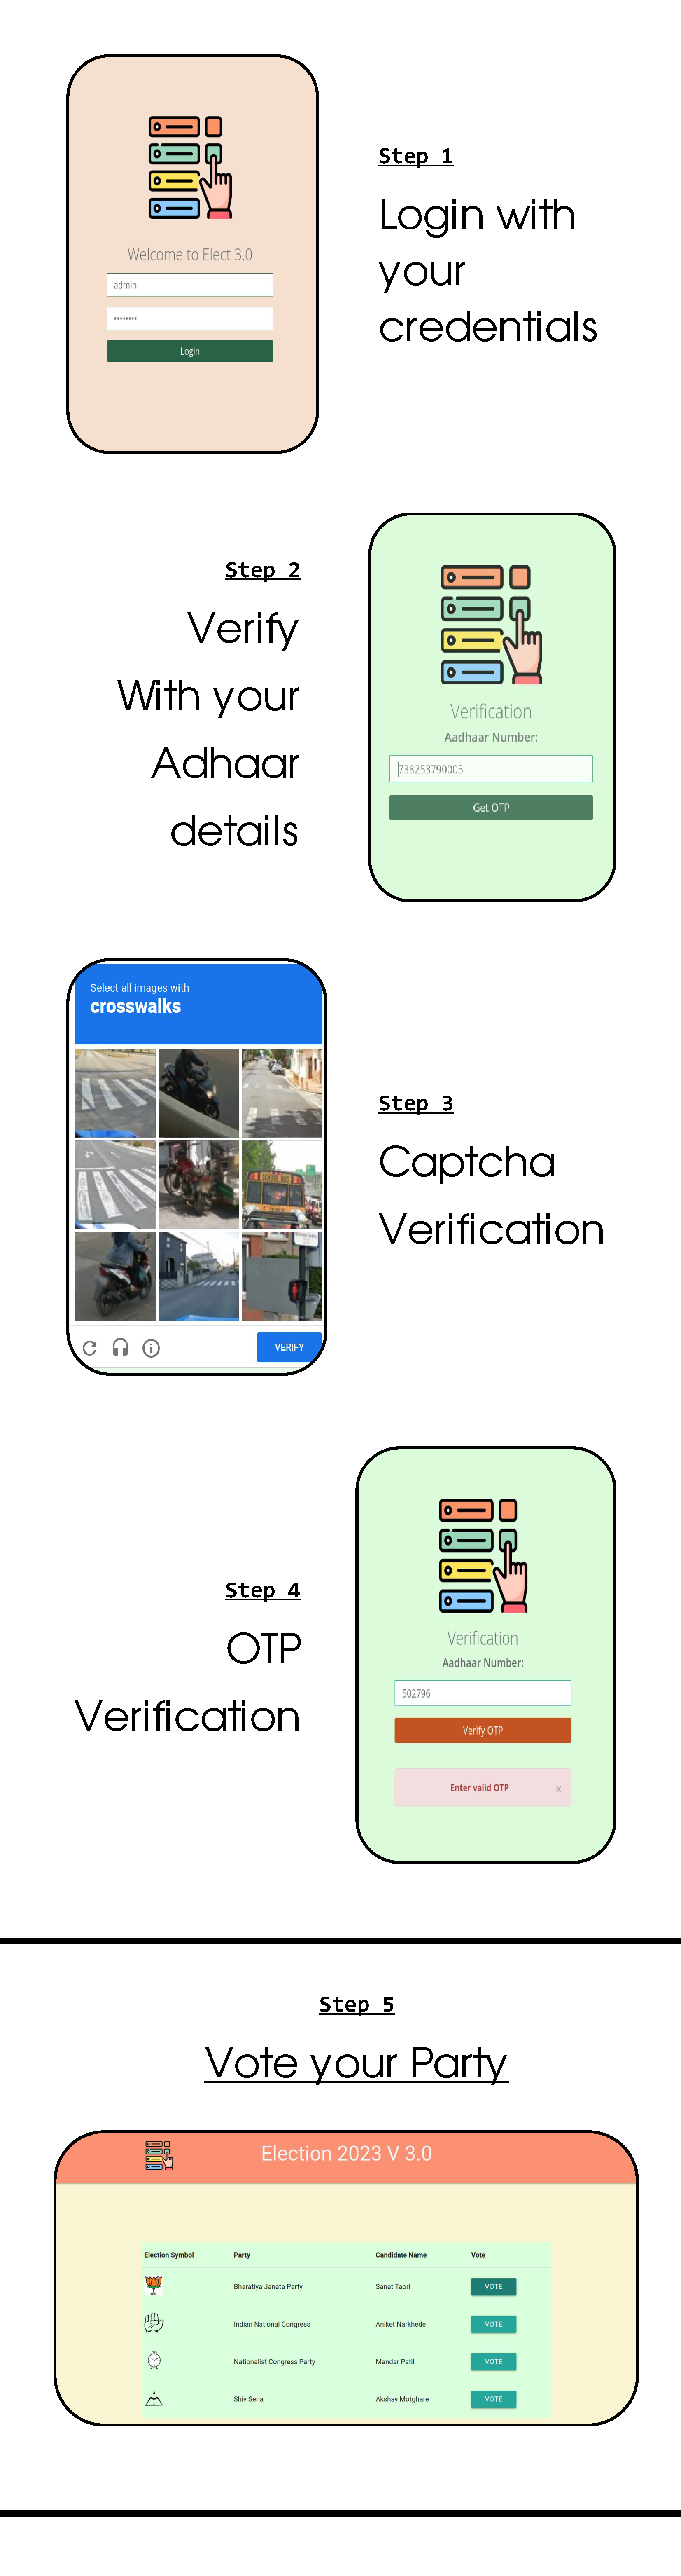 Step 1
Login with
your
credentials
Welcome to Elect 3.0
admin
••••••••
Login
Step 2
Verify
With your
Adhaar
details
Verification
Aadhaar Number:
738253790005
Get OTP
Select all images with
crosswalks
SCHOOL BUS
VERIFY
Step 3
Captcha
Verification
Step 4
OTP
Verification
Verification
Aadhaar Number:
502796
Verify OTP
Enter valid OTP x
Step 5
Vote your Party
Election 2023 V 3.0
Election Symbol Party Candidate Name Vote
Bharatiya Janata Party Sanat Taori VOTE
Indian National Congress Aniket Narkhede VOTE
Nationalist Congress Party Mandar Patil VOTE
Shiv Sena Akshay Motghare VOTE